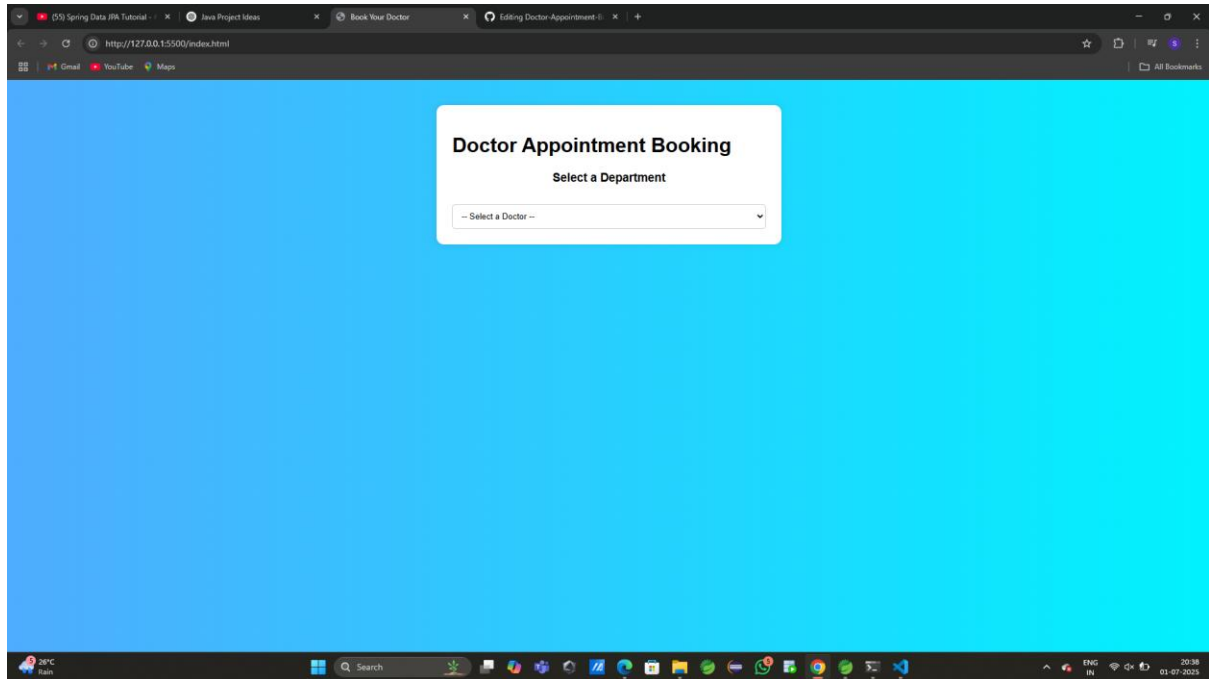 (55) Spring Data JPA Tutorial -
Java Project Ideas
Book Your Doctor
Editing Doctor-Appointment-B
http://127.0.0.1:5500/index.html
Gmail
YouTube
Maps
All Bookmarks
Doctor Appointment Booking
Select a Department
-- Select a Doctor --
26°C
Rain
Search
ENG
IN
20:38
01-07-2025